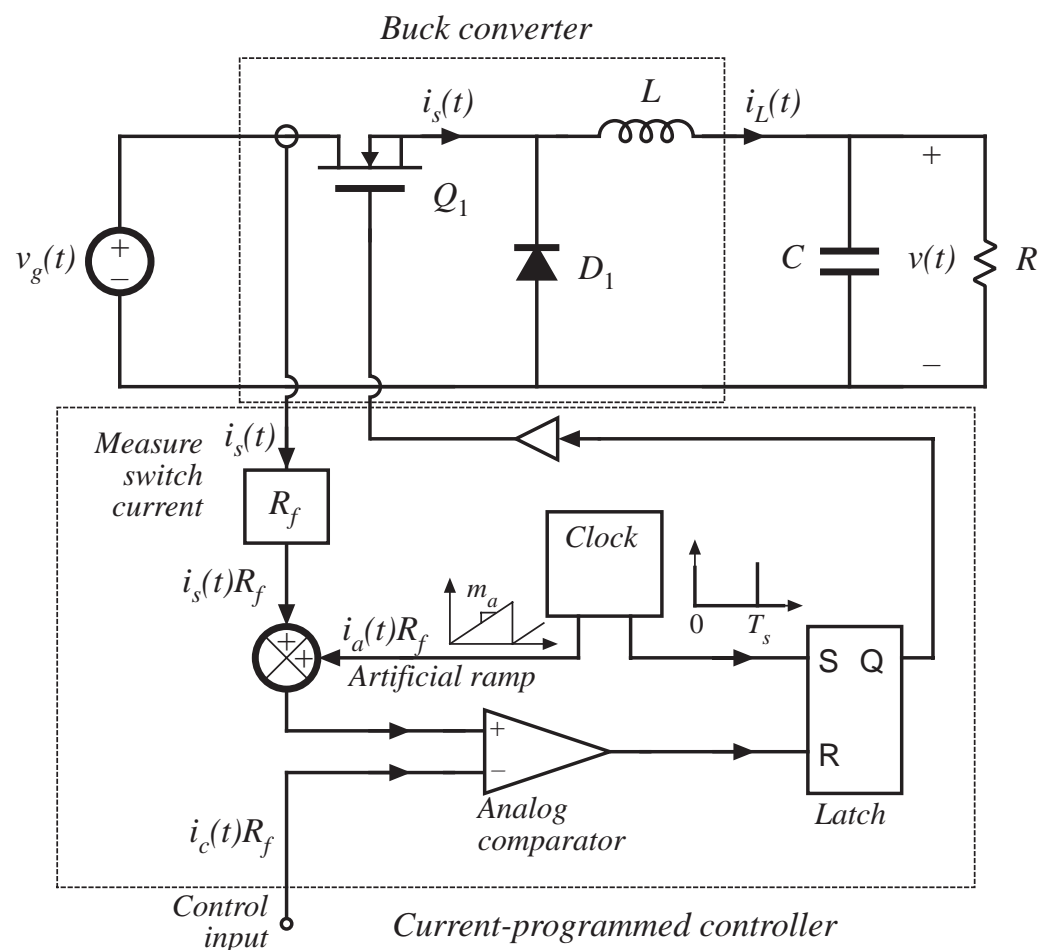 Buck converter
i_s(t)
L
i_L(t)
+
Q_1
v_g(t)
+
–
D_1
C
v(t)
R
–
Measure
switch
current
i_s(t)
R_f
Clock
i_s(t)R_f
m_a
0
T_s
+
+
i_a(t)R_f
Artificial ramp
S Q
+
R
–
Analog
comparator
Latch
i_c(t)R_f
Control
input
Current-programmed controller